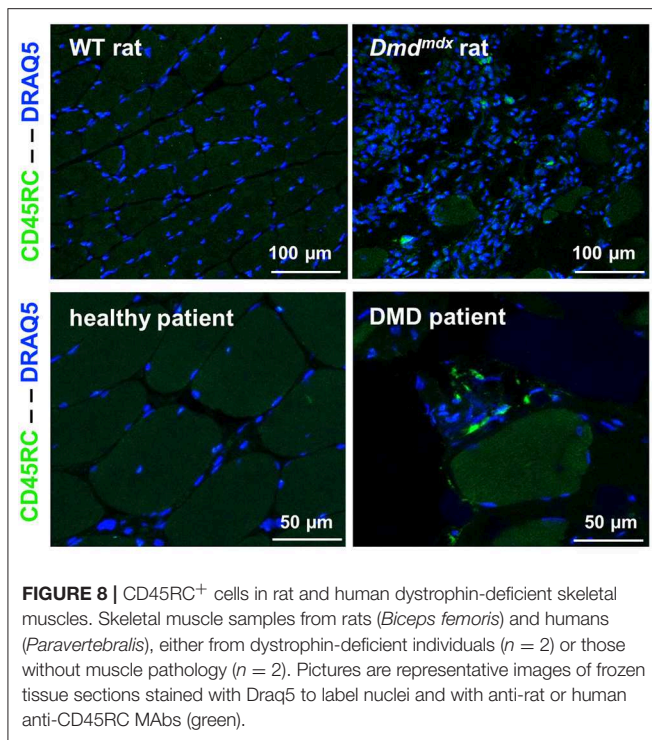 CD45RC – – DRAQ5
WT rat
100 µm
Dmdmdx rat
100 µm
CD45RC – – DRAQ5
healthy patient
50 µm
DMD patient
50 µm
FIGURE 8 | CD45RC+ cells in rat and human dystrophin-deficient skeletal
muscles. Skeletal muscle samples from rats (Biceps femoris) and humans
(Paravertebralis), either from dystrophin-deficient individuals (n = 2) or those
without muscle pathology (n = 2). Pictures are representative images of frozen
tissue sections stained with Draq5 to label nuclei and with anti-rat or human
anti-CD45RC MAbs (green).